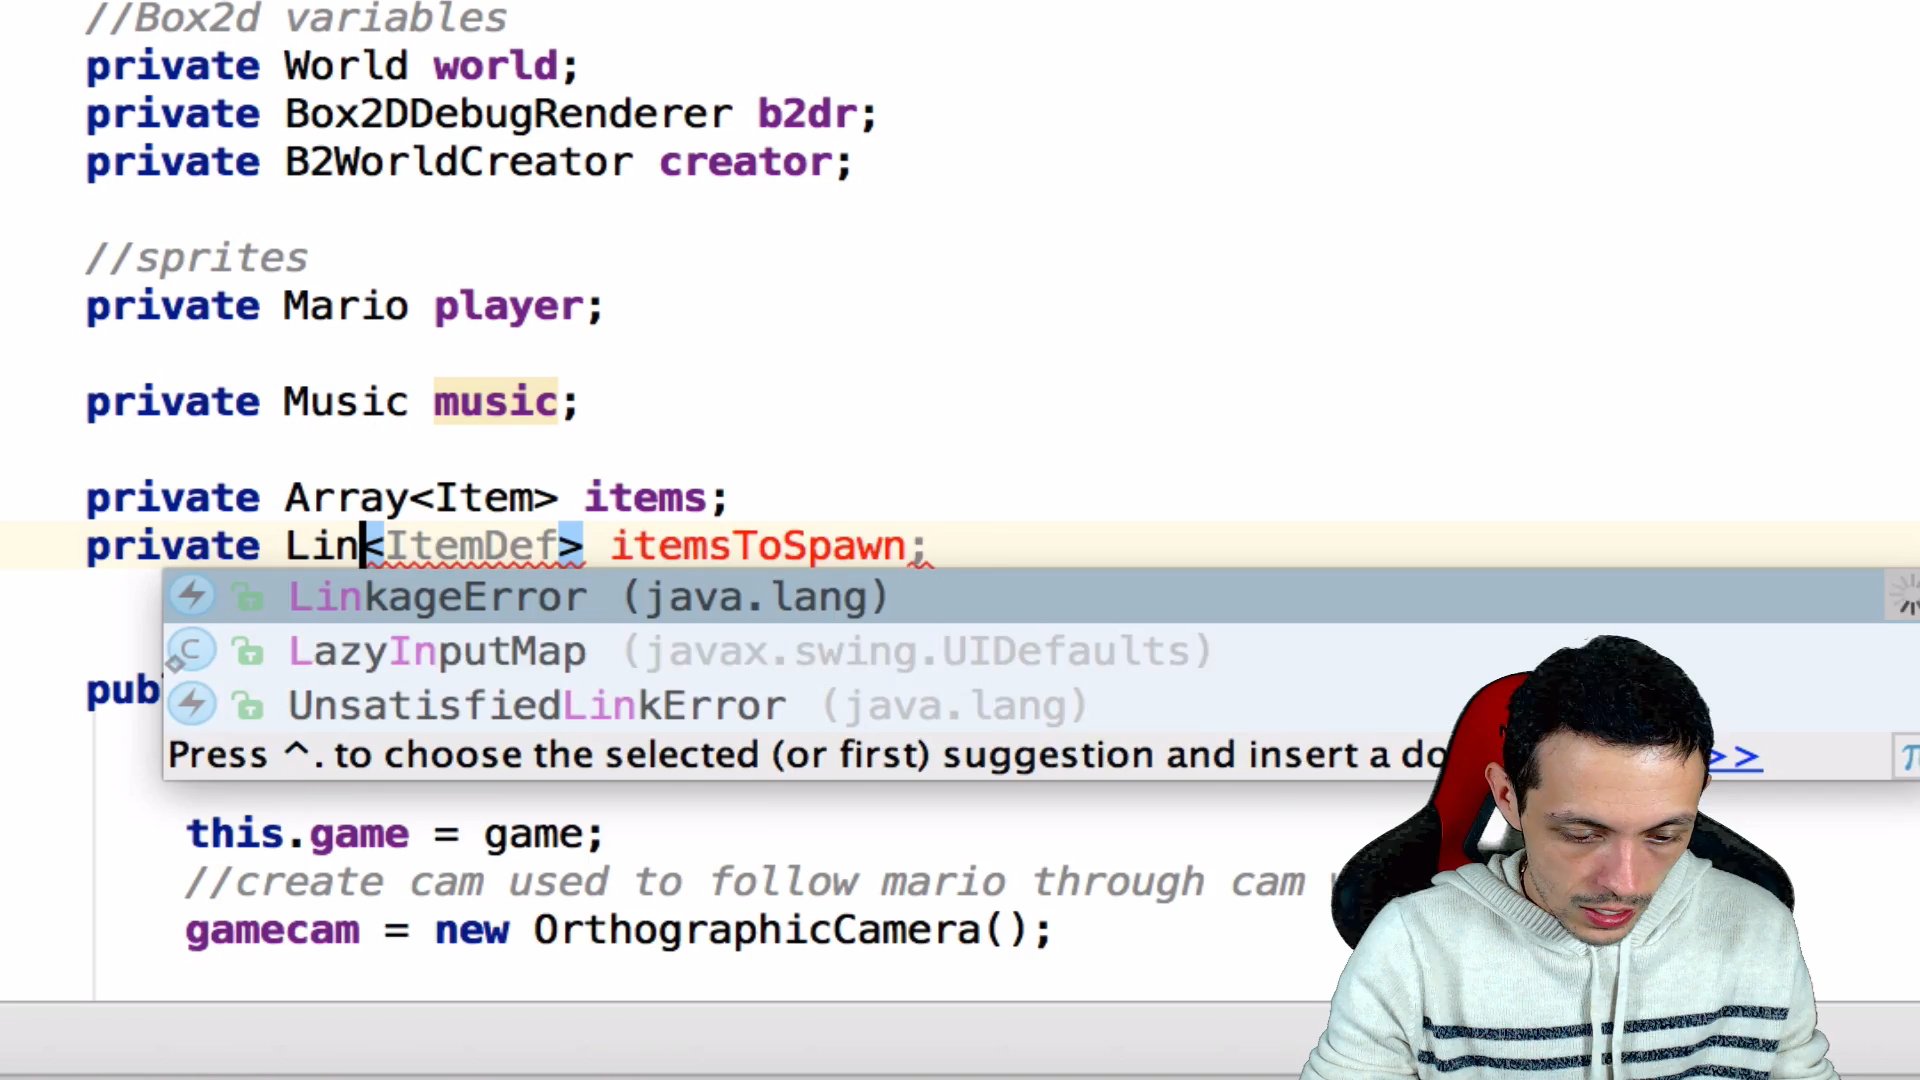 //Box2d variables
private World world;
private Box2DDebugRenderer b2dr;
private B2WorldCreator creator;
//sprites
private Mario player;
private Music music;
private Array<Item> items;
private Lin<ItemDef> itemsToSpawn;
LinkageError (java.lang)
LazyInputMap (javax.swing.UIDefaults)
UnsatisfiedLinkError (java.lang)
Press ^. to choose the selected (or first) suggestion and insert a do >>
this.game = game;
//create cam used to follow mario through cam
gamecam = new OrthographicCamera();